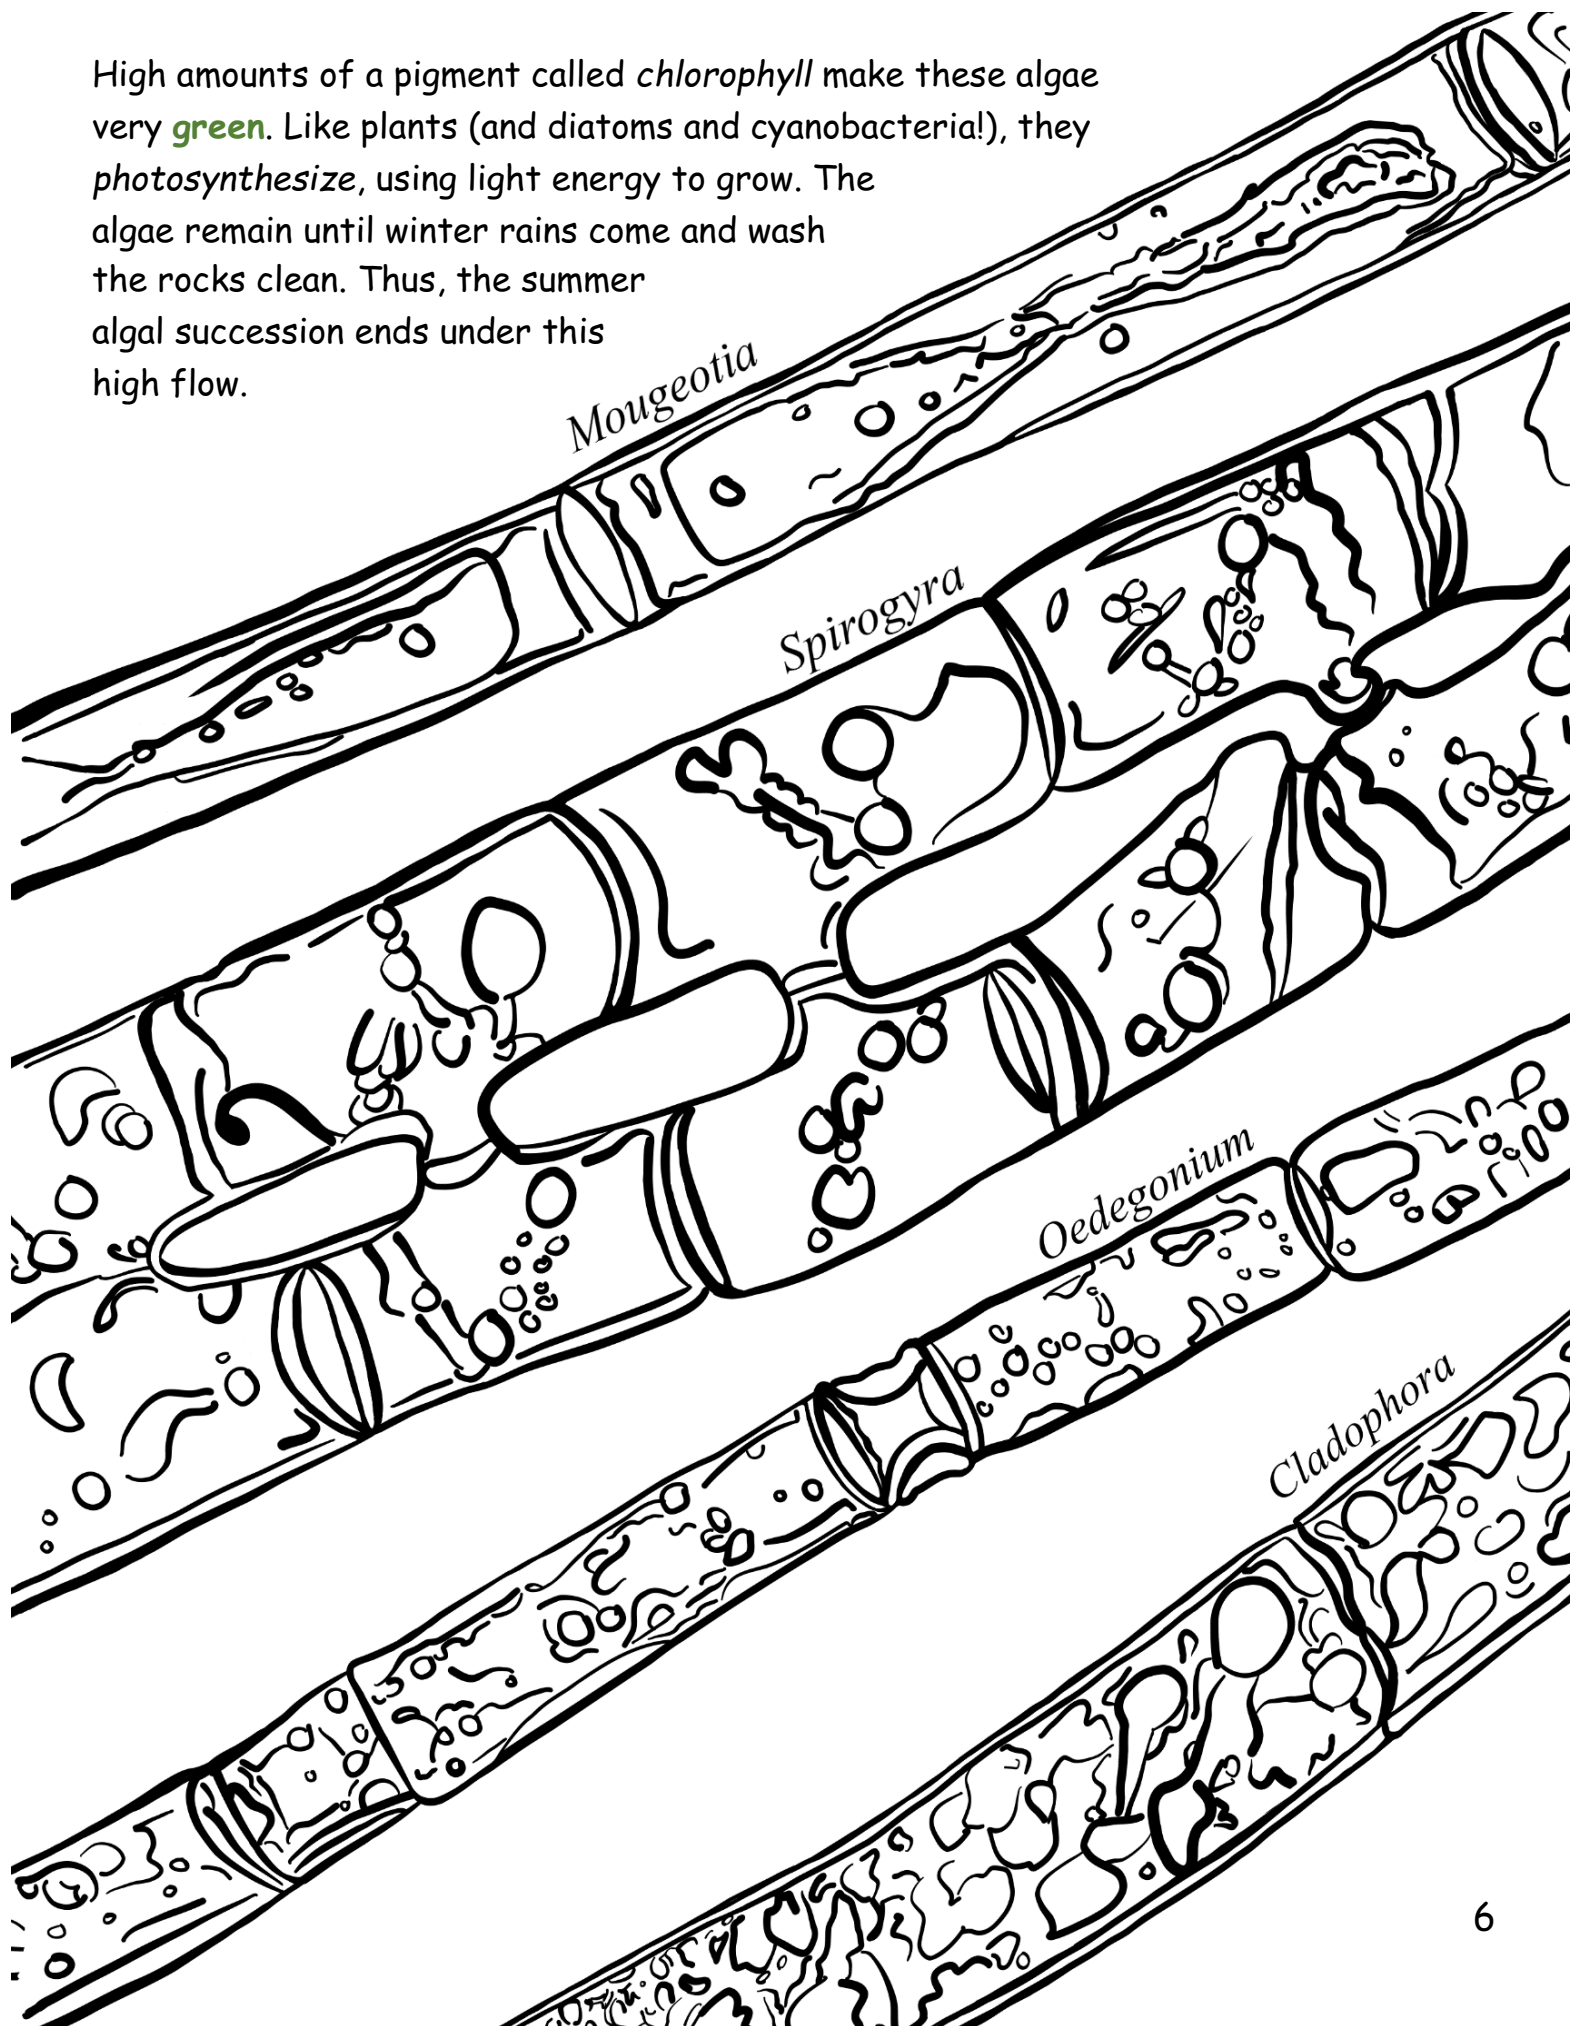 High amounts of a pigment called chlorophyll make these algae
very green. Like plants (and diatoms and cyanobacteria!), they
photosynthesize, using light energy to grow. The
algae remain until winter rains come and wash
the rocks clean. Thus, the summer
algal succession ends under this
high flow.
Mougeotia
Spirogyra
Oedegonium
Cladophora
6